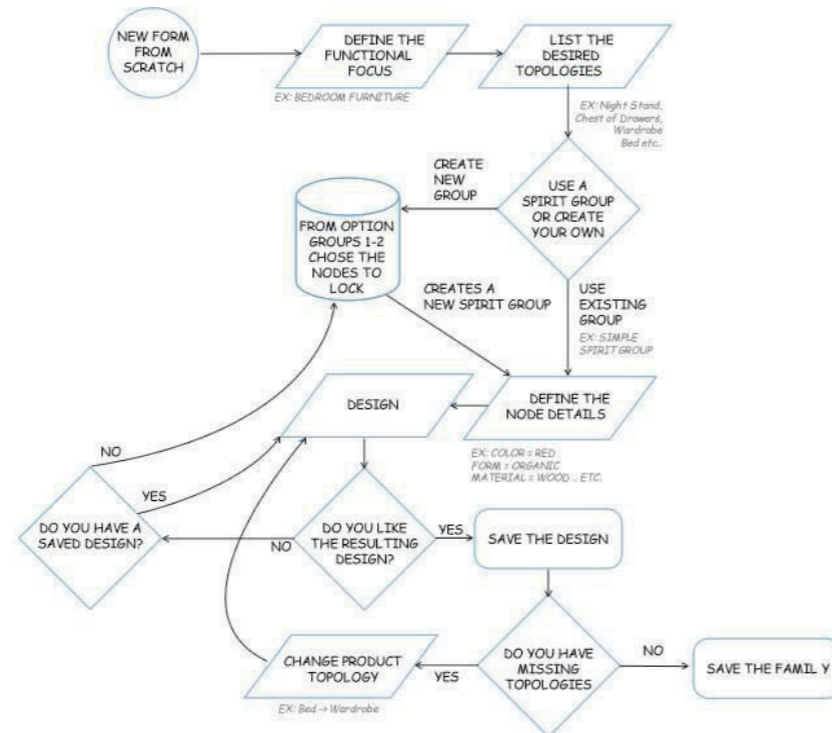 NEW FORM
FROM
SCRATCH
DEFINE THE
FUNCTIONAL
FOCUS
EX: BEDROOM FURNITURE
LIST THE
DESIRED
TOPOLOGIES
EX: Night Stand,
Chest of Drawers,
Wardrobe
Bed etc..
USE A
SPIRIT GROUP
OR CREATE
YOUR OWN
CREATE
NEW
GROUP
FROM OPTION
GROUPS 1-2
CHOSE THE
NODES TO
LOCK
CREATES A
NEW SPIRIT GROUP
USE
EXISTING
GROUP
EX: SIMPLE
SPIRIT GROUP
DEFINE THE
NODE DETAILS
EX: COLOR = RED
FORM = ORGANIC
MATERIAL = WOOD .. ETC.
DESIGN
NO
YES
DO YOU HAVE A
SAVED DESIGN?
NO
DO YOU LIKE
THE RESULTING
DESIGN?
YES
SAVE THE DESIGN
DO YOU HAVE
MISSING
TOPOLOGIES
YES
CHANGE PRODUCT
TOPOLOGY
EX: Bed → Wardrobe
NO
SAVE THE FAMILY